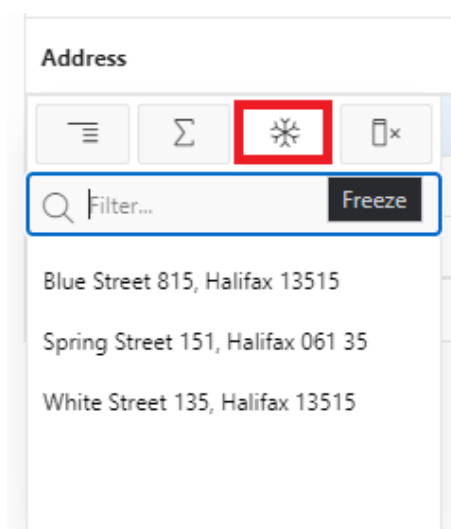 Address
Filter...
Freeze
Blue Street 815, Halifax 13515
Spring Street 151, Halifax 061 35
White Street 135, Halifax 13515